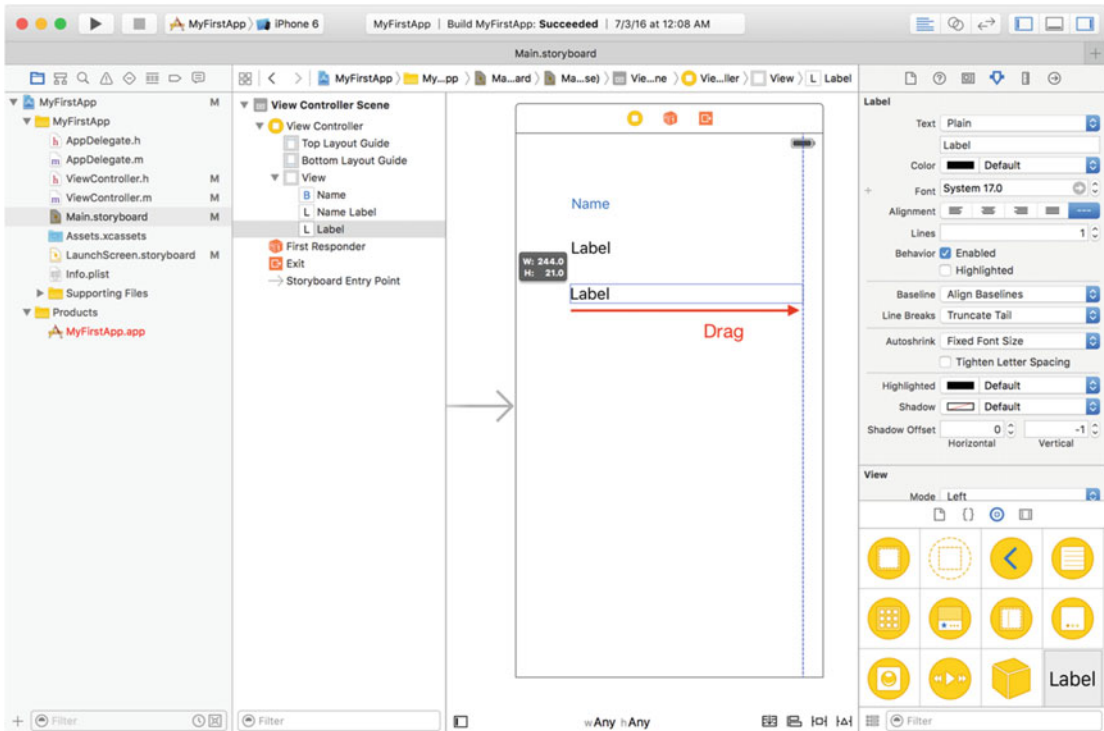 MyFirstApp iPhone 6 MyFirstApp | Build MyFirstApp: Succeeded | 7/3/16 at 12:08 AM
Main.storyboard
MyFirstApp My...pp Ma...ard Ma...se) Vie...ne Vie...ller View L Label
MyFirstApp M
MyFirstApp
h AppDelegate.h
m AppDelegate.m
h ViewController.h M
m ViewController.m M
Main.storyboard M
Assets.xcassets
LaunchScreen.storyboard M
Info.plist
Supporting Files
Products
MyFirstApp.app
Filter
View Controller Scene
View Controller
Top Layout Guide
Bottom Layout Guide
View
B Name
L Name Label
L Label
First Responder
Exit
Storyboard Entry Point
Filter
Name
Label
W: 244.0
H: 21.0
Label
Drag
wAny hAny
Label
Text Plain
Label
Color Default
Font System 17.0
Alignment ---
Lines 1
Behavior Enabled
Highlighted
Baseline Align Baselines
Line Breaks Truncate Tail
Autoshrink Fixed Font Size
Tighten Letter Spacing
Highlighted Default
Shadow Default
Shadow Offset 0 -1
Horizontal Vertical
View
Mode Left
{}
Label
Filter